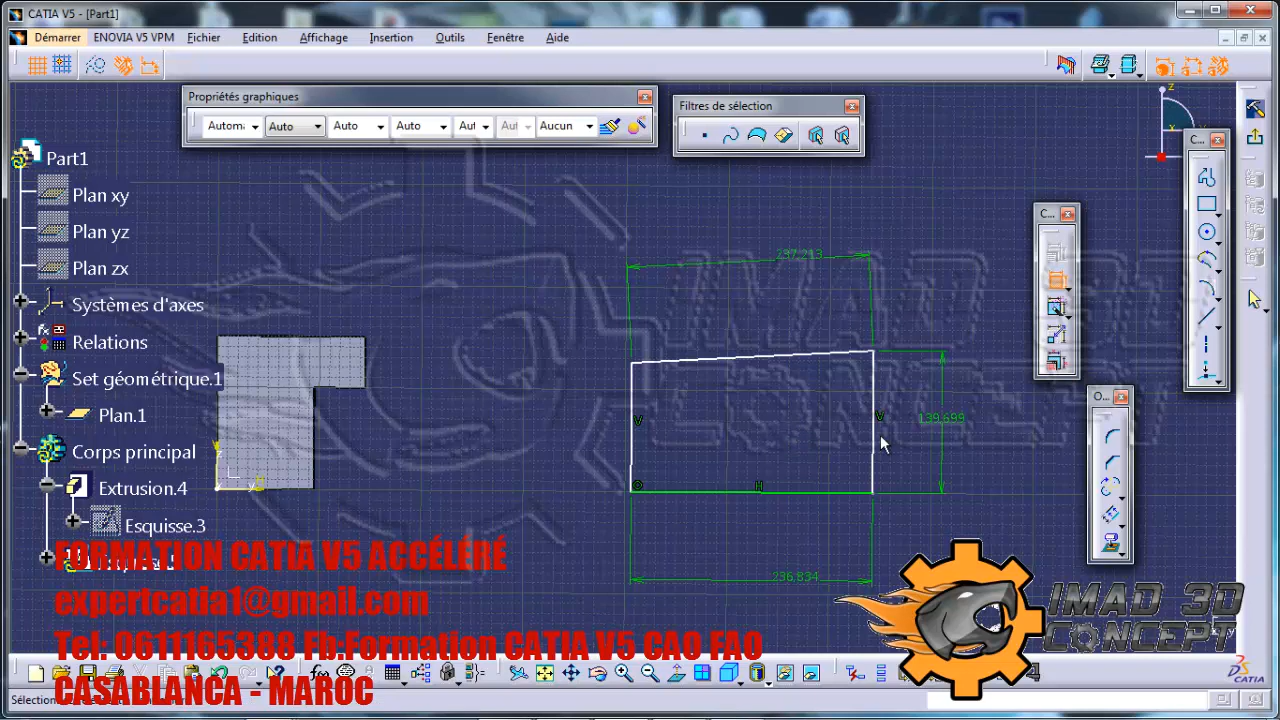 CATIA V5 - [Part1]
Démarrer ENOVIA V5 VPM Fichier Edition Affichage Insertion Outils Fenêtre Aide
Propriétés graphiques
Filtres de sélection
Autom Auto Auto Auto Aut Aut Aucun
C...
C...
O...
z
x
y
Part1
Plan xy
Plan yz
Plan zx
Systèmes d'axes
Relations
Set géométrique.1
Plan.1
Corps principal
Extrusion.4
Esquisse.3
237,213
139,699
236,834
V
V
H
FORMATION CATIA V5 ACCÉLÉRÉ
expertcatia1@gmail.com
Tel: 0611165388 Fb:Formation CATIA V5 CAO FAO
CASABLANCA - MAROC
IMAD 3D
CONCEPT
CATIA